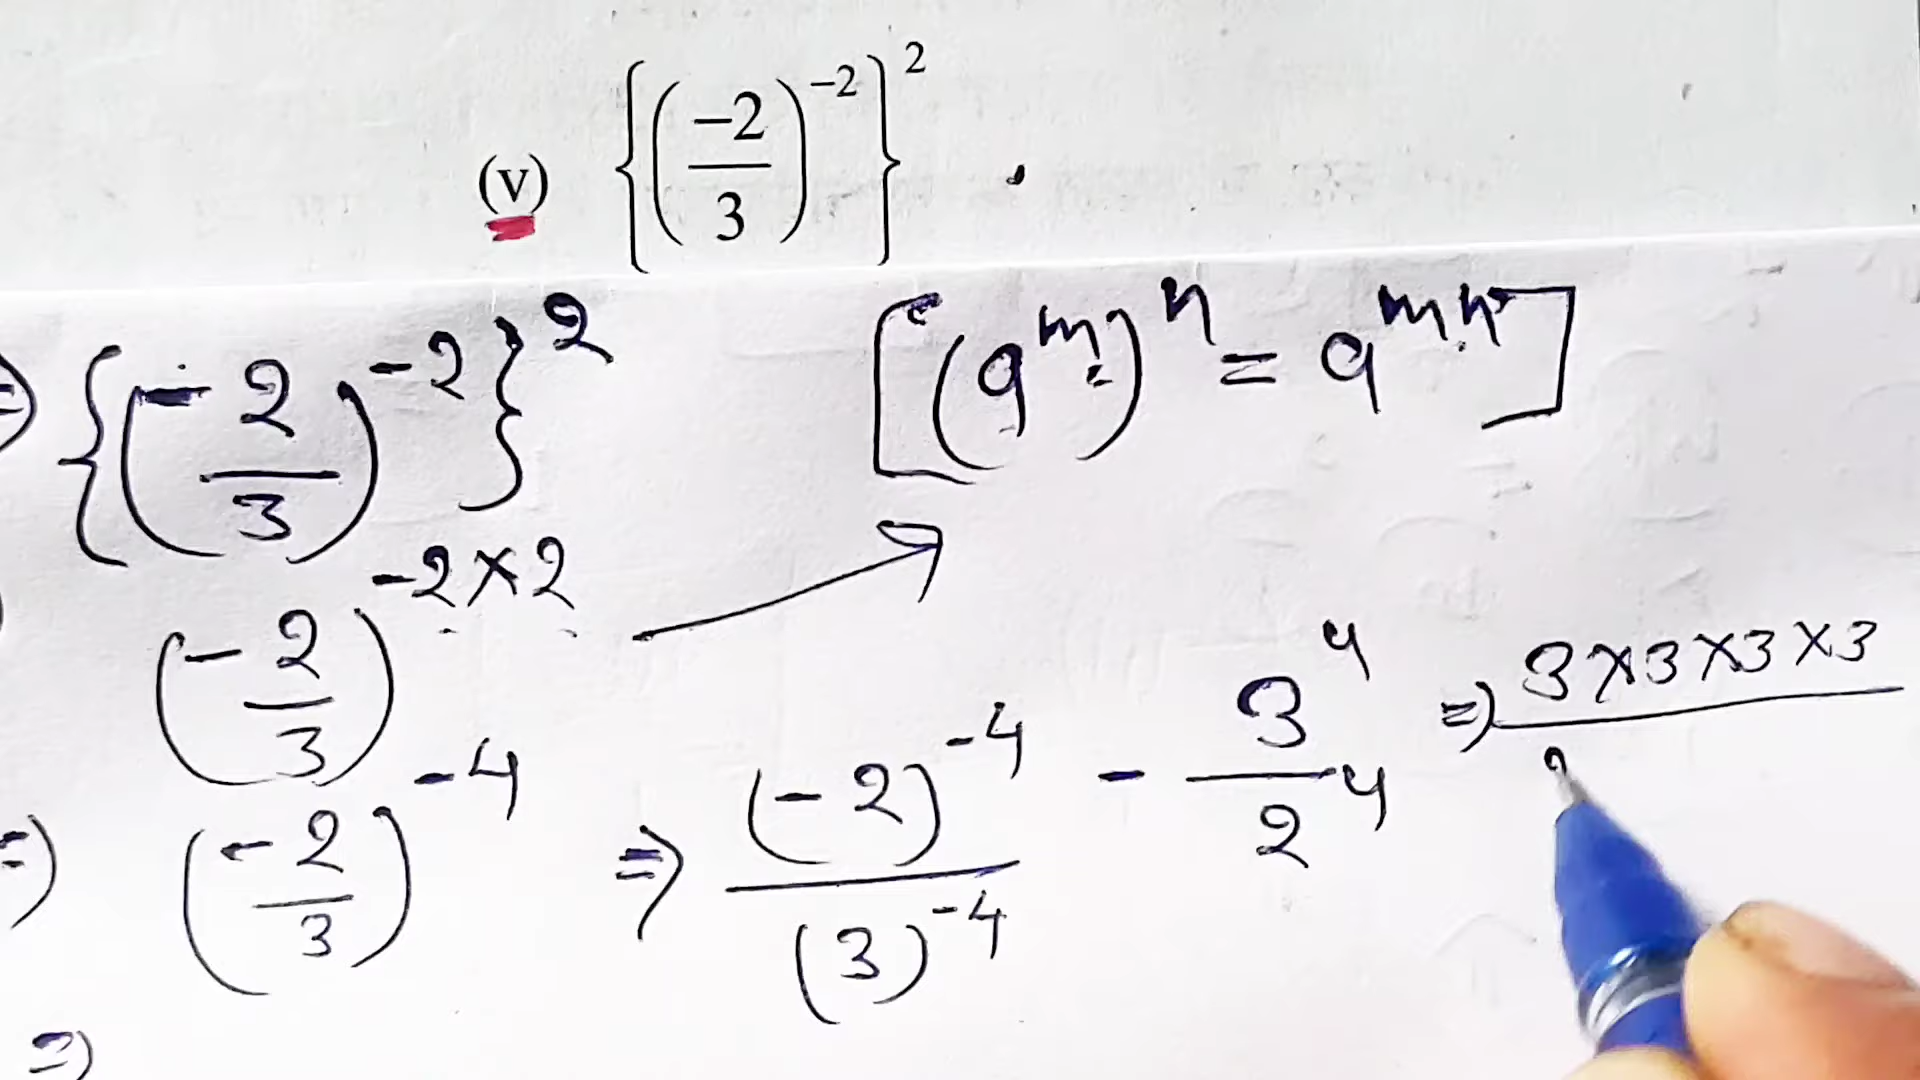 (v) {(-2/3)^-2}^2 .
=) {(-2/3)^-2}^2 [(a^m)^n = a^mn]
(-2/3)^-2×2
=) (-2/3)^-4 =) (-2)^-4/(3)^-4 - 3^4/2^4 =) 3×3×3×3/2
=)